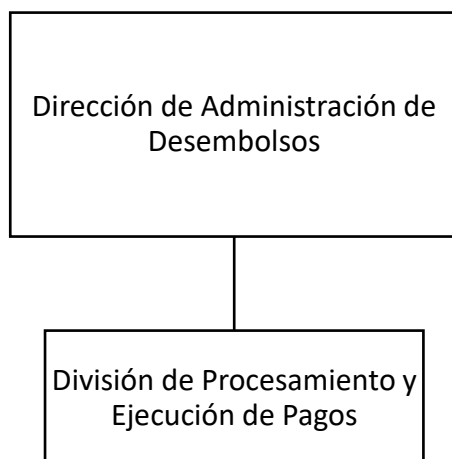 Dirección de Administración de
Desembolsos
División de Procesamiento y
Ejecución de Pagos